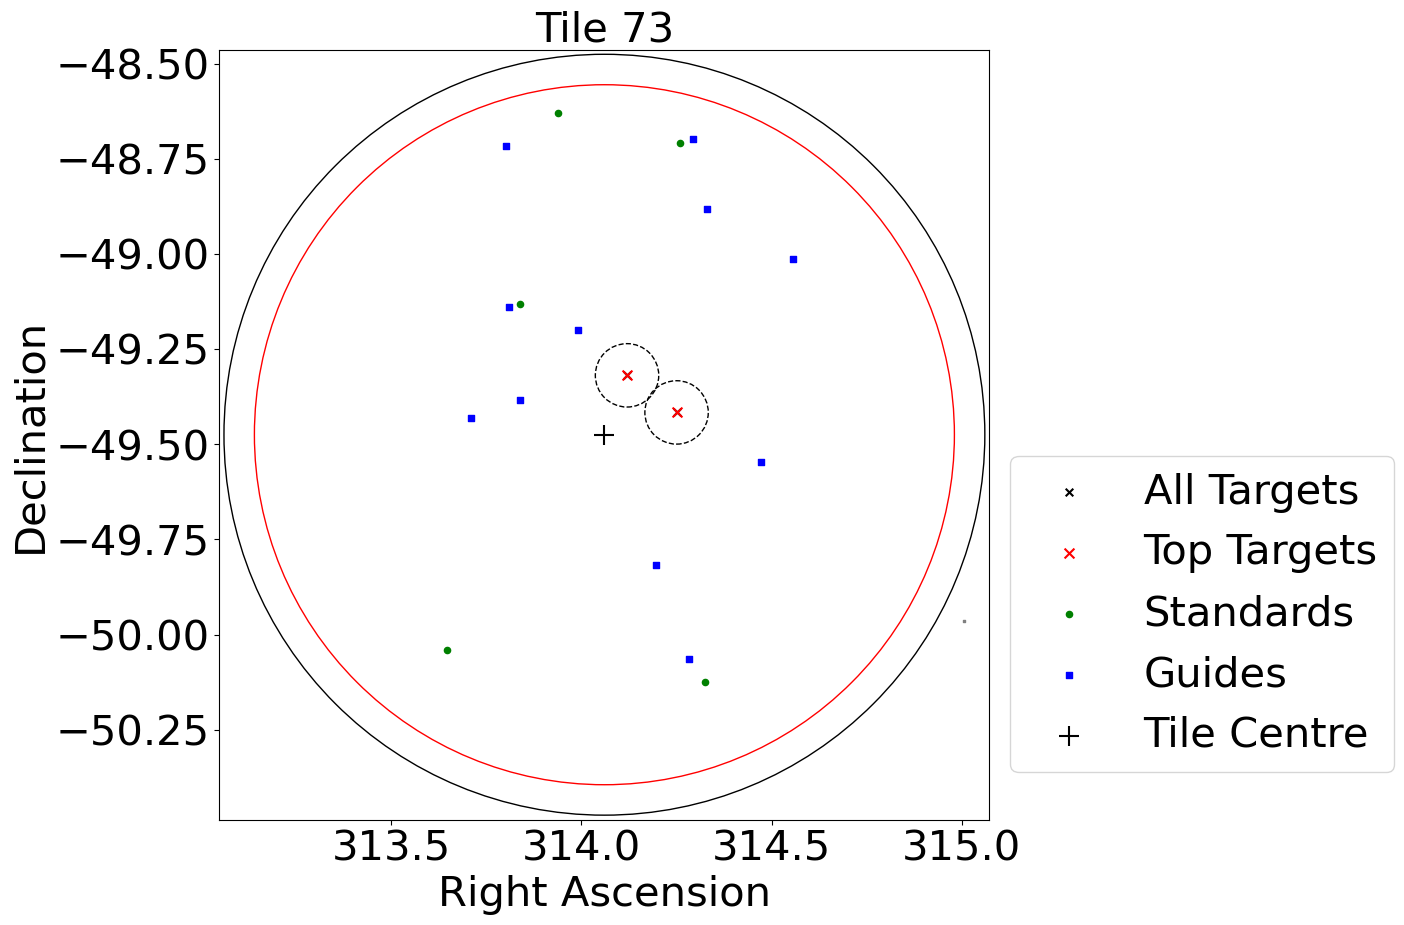 Tile 73
−48.50
−48.75
−49.00
−49.25
−49.50
−49.75
−50.00
−50.25
Declination
313.5 314.0 314.5 315.0
Right Ascension
All Targets
Top Targets
Standards
Guides
Tile Centre